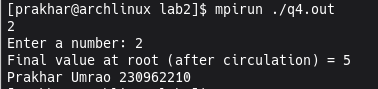 [prakhar@archlinux lab2]$ mpirun ./q4.out
2
Enter a number: 2
Final value at root (after circulation) = 5
Prakhar Umrao 230962210